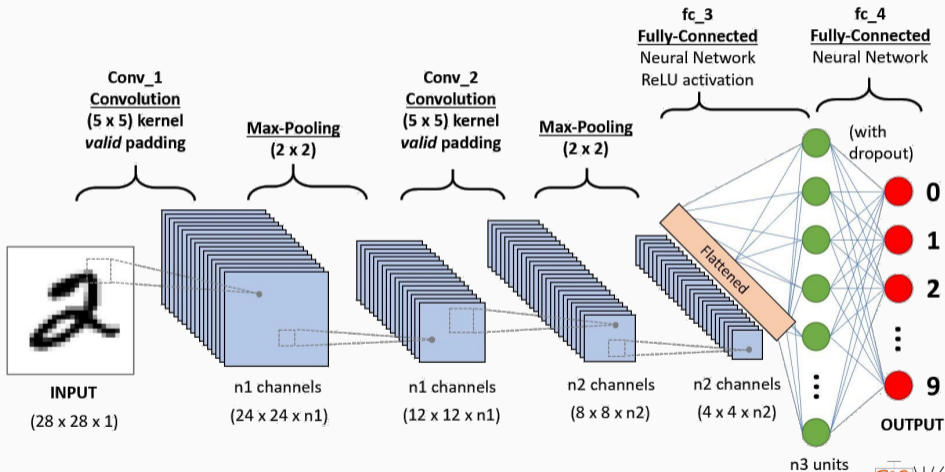 fc_3
Fully-Connected
Neural Network
ReLU activation
fc_4
Fully-Connected
Neural Network
Conv_1
Convolution
(5 x 5) kernel
valid padding
Max-Pooling
(2 x 2)
Conv_2
Convolution
(5 x 5) kernel
valid padding
Max-Pooling
(2 x 2)
(with
dropout)
Flattened
0
1
2
9
INPUT
(28 x 28 x 1)
n1 channels
(24 x 24 x n1)
n1 channels
(12 x 12 x n1)
n2 channels
(8 x 8 x n2)
n2 channels
(4 x 4 x n2)
OUTPUT
n3 units